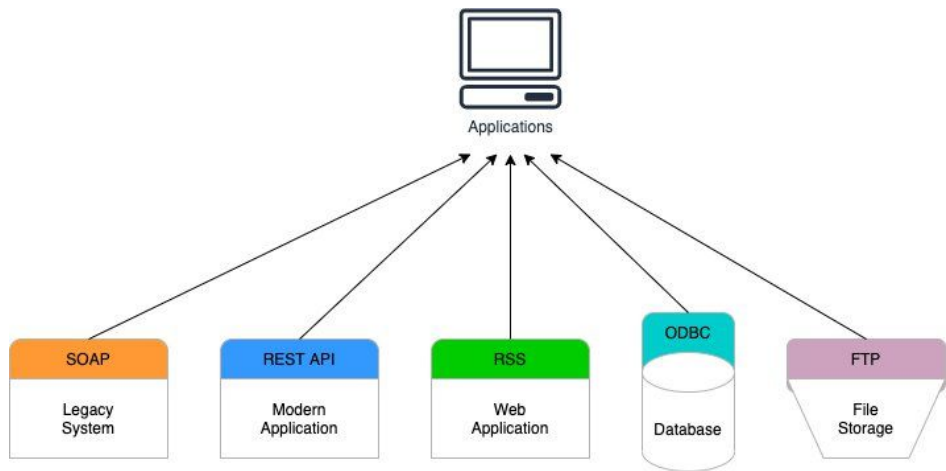 Applications
SOAP
REST API
RSS
ODBC
FTP
Legacy
System
Modern
Application
Web
Application
Database
File
Storage